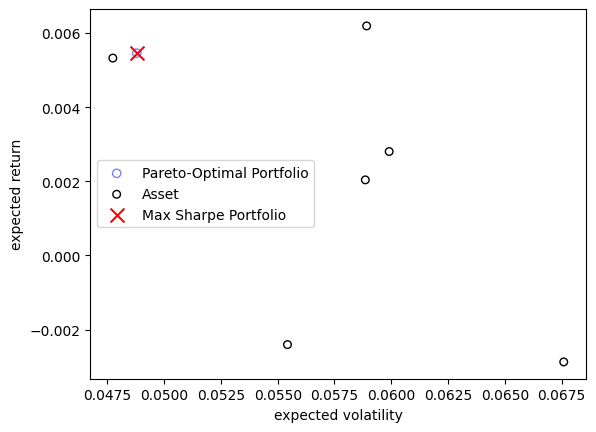 0.006
0.004
0.002
0.000
−0.002
expected return
Pareto-Optimal Portfolio
Asset
Max Sharpe Portfolio
0.0475 0.0500 0.0525 0.0550 0.0575 0.0600 0.0625 0.0650 0.0675
expected volatility